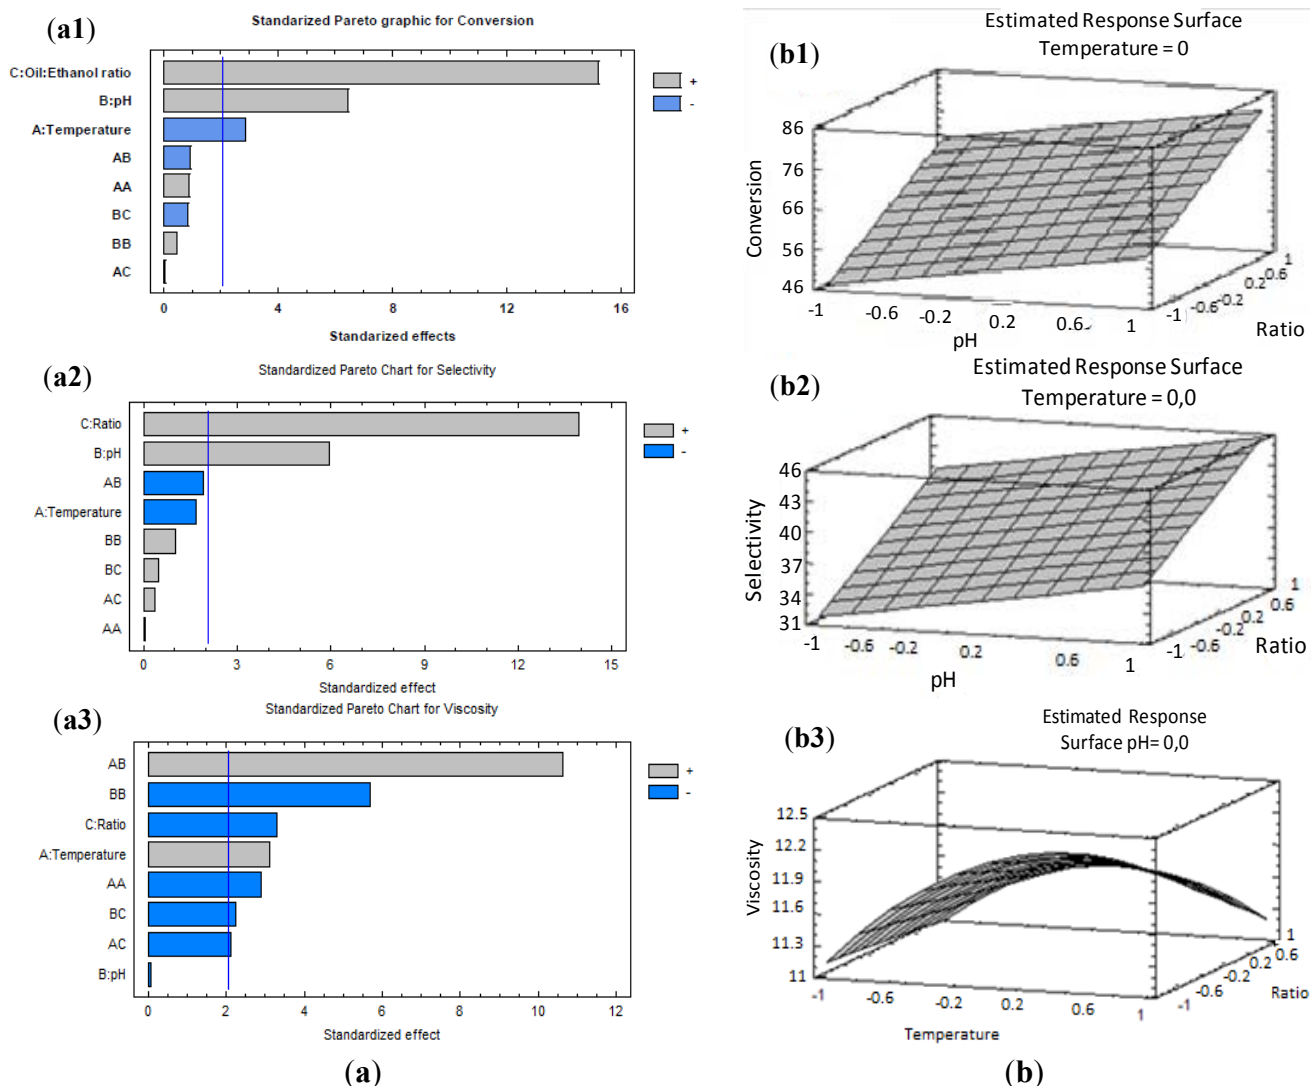 (a1)
Standarized Pareto graphic for Conversion
C:Oil:Ethanol ratio
B:pH
A:Temperature
AB
AA
BC
BB
AC
+
-
0 4 8 12 16
Standarized effects
(b1)
Estimated Response Surface
Temperature = 0
Conversion
86
76
66
56
46
-1 -0.6 -0.2 0.2 0.6 1
pH
-1 -0.6 -0.2 0.2 0.6 1
Ratio
(a2)
Standardized Pareto Chart for Selectivity
C:Ratio
B:pH
AB
A:Temperature
BB
BC
AC
AA
+
-
0 3 6 9 12 15
Standardized effect
(b2)
Estimated Response Surface
Temperature = 0,0
Selectivity
46
43
40
37
34
31
-1 -0.6 -0.2 0.2 0.6 1
pH
-1 -0.6 -0.2 0.2 0.6 1
Ratio
(a3)
Standardized Pareto Chart for Viscosity
AB
BB
C:Ratio
A:Temperature
AA
BC
AC
B:pH
+
-
0 2 4 6 8 10 12
Standardized effect
(b3)
Estimated Response
Surface pH= 0,0
Viscosity
12.5
12.2
11.9
11.6
11.3
11
-1 -0.6 -0.2 0.2 0.6 1
Temperature
-1 -0.6 -0.2 0.2 0.6 1
Ratio
(a)
(b)